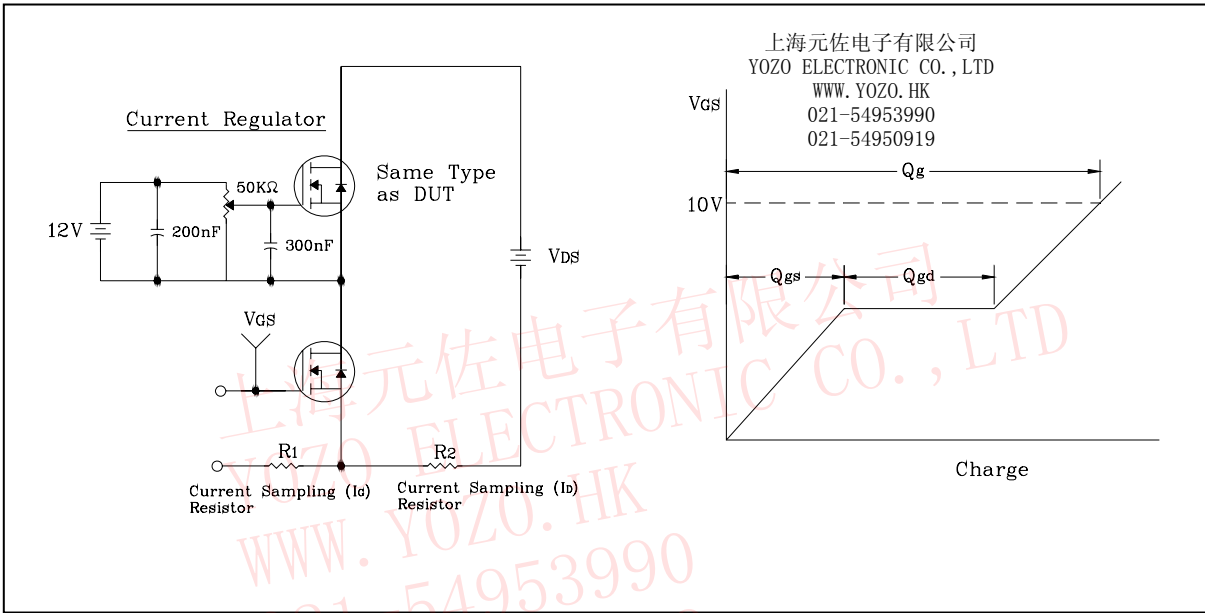 上海元佐电子有限公司
YOZO ELECTRONIC CO.,LTD
WWW.YOZO.HK
021-54953990
021-54950919
Current Regulator
Same Type
as DUT
12V
200nF
50KΩ
300nF
VDS
VGS
R1
R2
Current Sampling (IG)
Resistor
Current Sampling (ID)
Resistor
VGS
Qg
10V
Qgs
Qgd
Charge
上海元佐电子有限公司
YOZO ELECTRONIC CO.,LTD
WWW.YOZO.HK
021-54953990